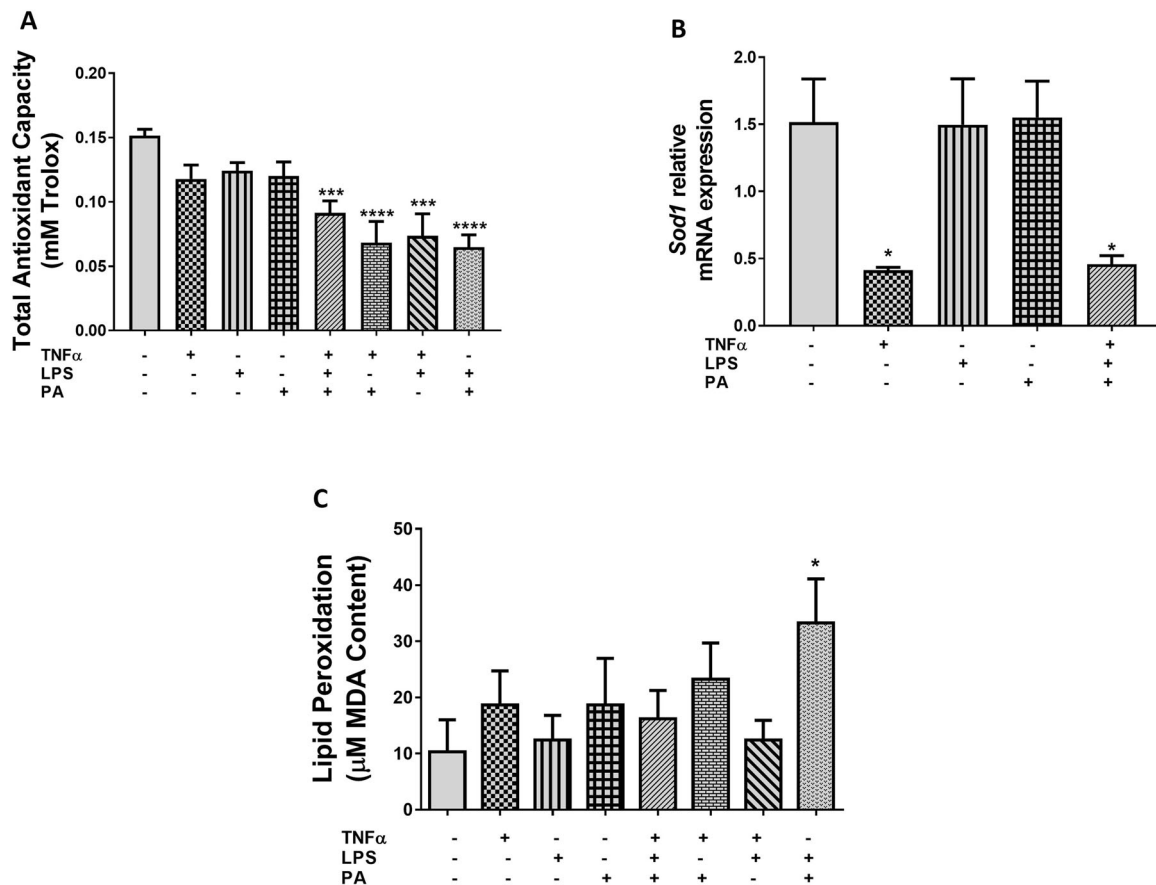 A
Total Antioxidant Capacity
(mM Trolox)
0.20
0.15
0.10
0.05
0.00
*** **** *** ****
TNFα - + - - + + + -
LPS - - + - + - + +
PA - - - + + + - +
B
Sod1 relative
mRNA expression
2.0
1.5
1.0
0.5
0.0
* *
TNFα - + - - +
LPS - - + - +
PA - - - + +
C
Lipid Peroxidation
(μM MDA Content)
50
40
30
20
10
0
*
TNFα - + - - + + + -
LPS - - + - + - + +
PA - - - + + + - +